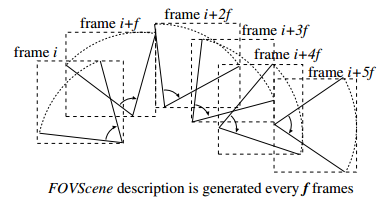 frame i
frame i+f
frame i+2f
frame i+3f
frame i+4f
frame i+5f
FOVScene description is generated every f frames